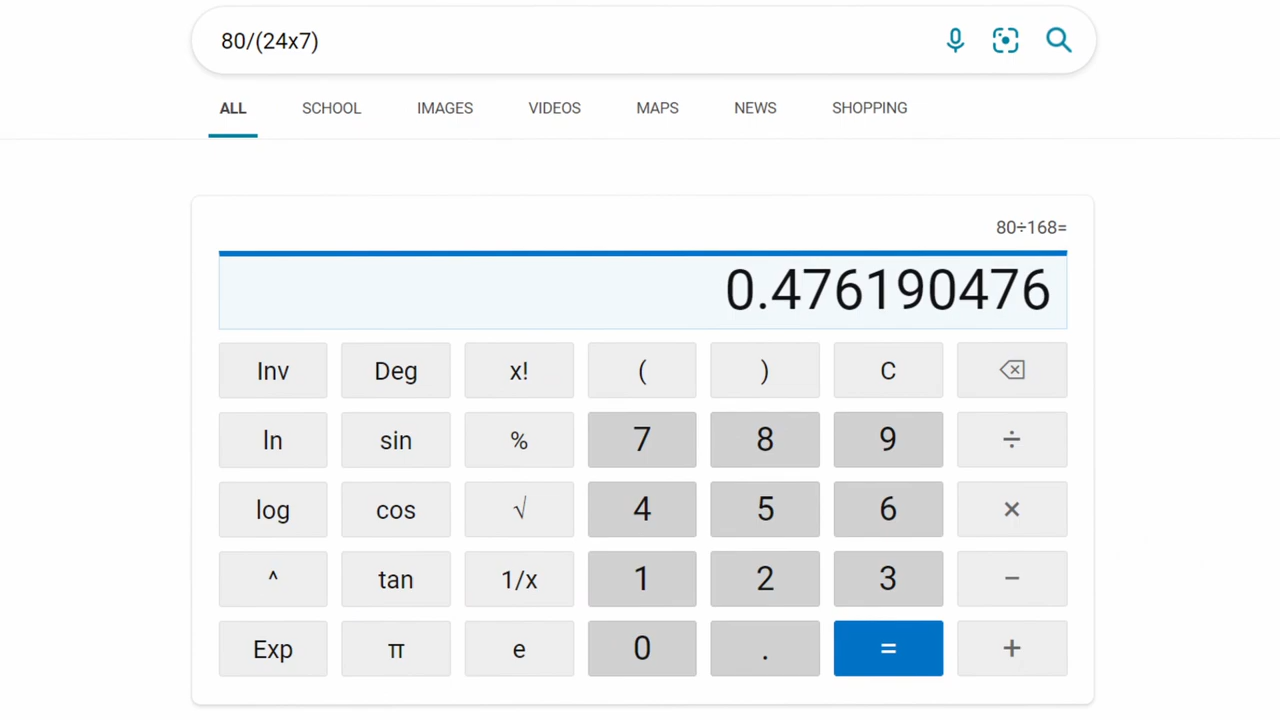 80/(24x7)
ALL SCHOOL IMAGES VIDEOS MAPS NEWS SHOPPING
80÷168=
0.476190476
Inv Deg x! ( ) C
ln sin % 7 8 9 ÷
log cos √ 4 5 6 ×
^ tan 1/x 1 2 3 −
Exp π e 0 . = +